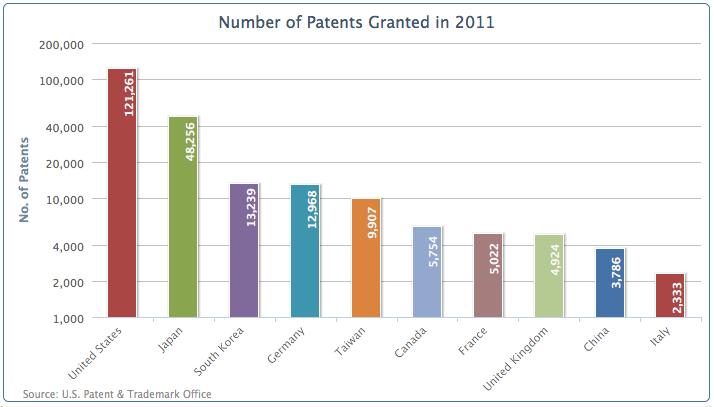 Number of Patents Granted in 2011
No. of Patents
200,000
100,000
40,000
20,000
10,000
4,000
2,000
1,000
121,261
48,256
13,239
12,968
9,907
5,754
5,022
4,924
3,786
2,333
United States
Japan
South Korea
Germany
Taiwan
Canada
France
United Kingdom
China
Italy
Source: U.S. Patent & Trademark Office